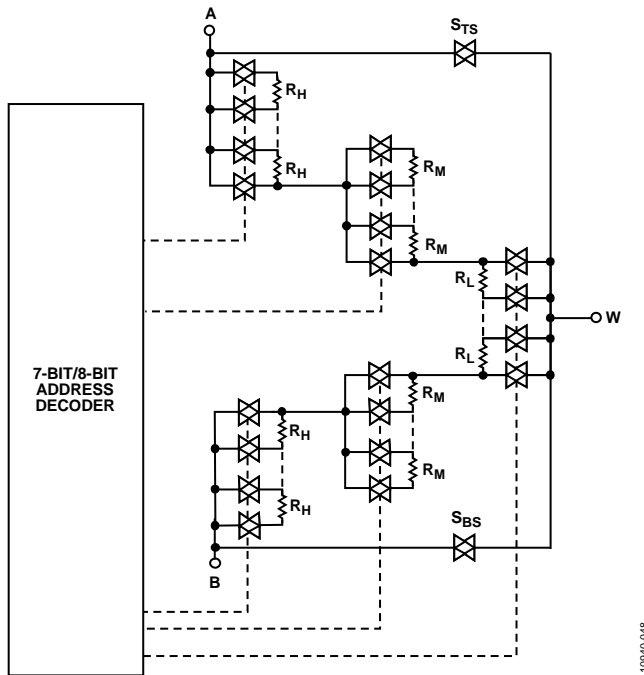 A
S_TS
R_H
R_H
R_M
R_M
R_L
W
R_L
7-BIT/8-BIT
ADDRESS
DECODER
R_M
R_H
R_M
R_H
S_BS
B